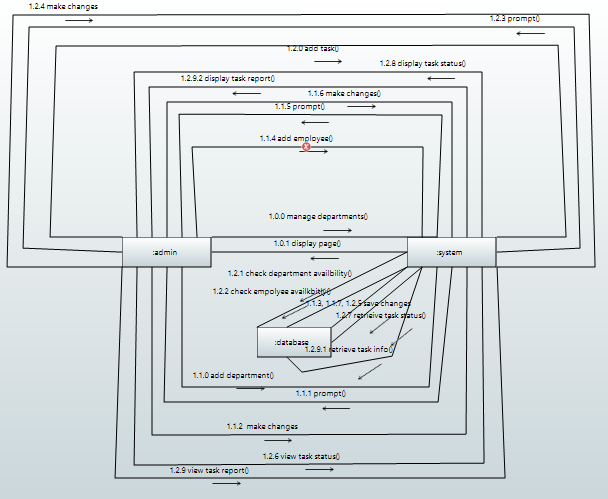 1.2.4 make changes
1.2.3 prompt()
1.2.0 add task()
1.2.8 display task status()
1.2.9.2 display task report()
1.1.6 make changes()
1.1.5 prompt()
1.1.4 add employee()
1.0.0 manage departments()
:admin
1.0.1 display page()
:system
1.2.1 check department availbility()
1.2.2 check empolyee availkbitly()
1.1.3, 1.1.7, 1.2.5 save changes
1.2.7 retrieive task status()
:database
1.2.9.1 retrieve task info()
1.1.0 add department()
1.1.1 prompt()
1.1.2 make changes
1.2.6 view task status()
1.2.9 view task report()